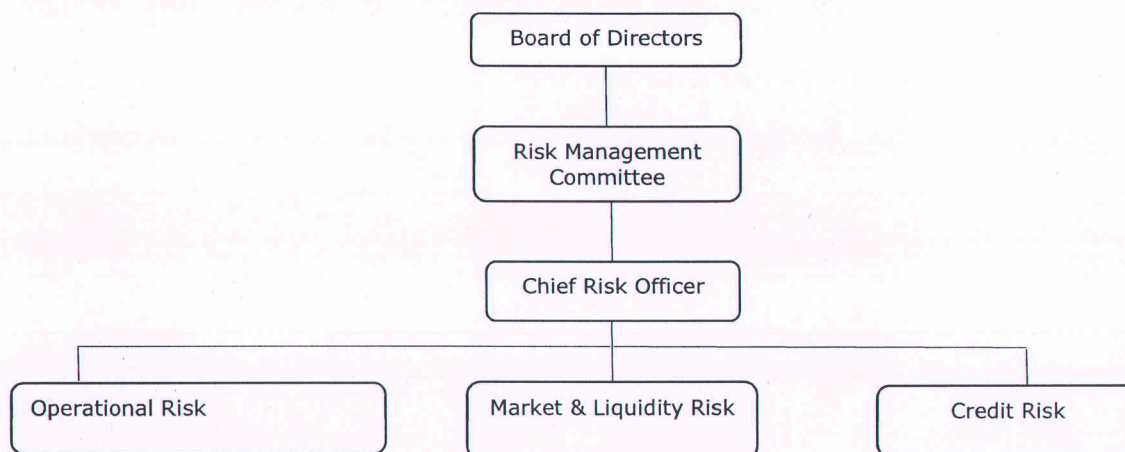 Board of Directors
Risk Management
Committee
Chief Risk Officer
Operational Risk
Market & Liquidity Risk
Credit Risk